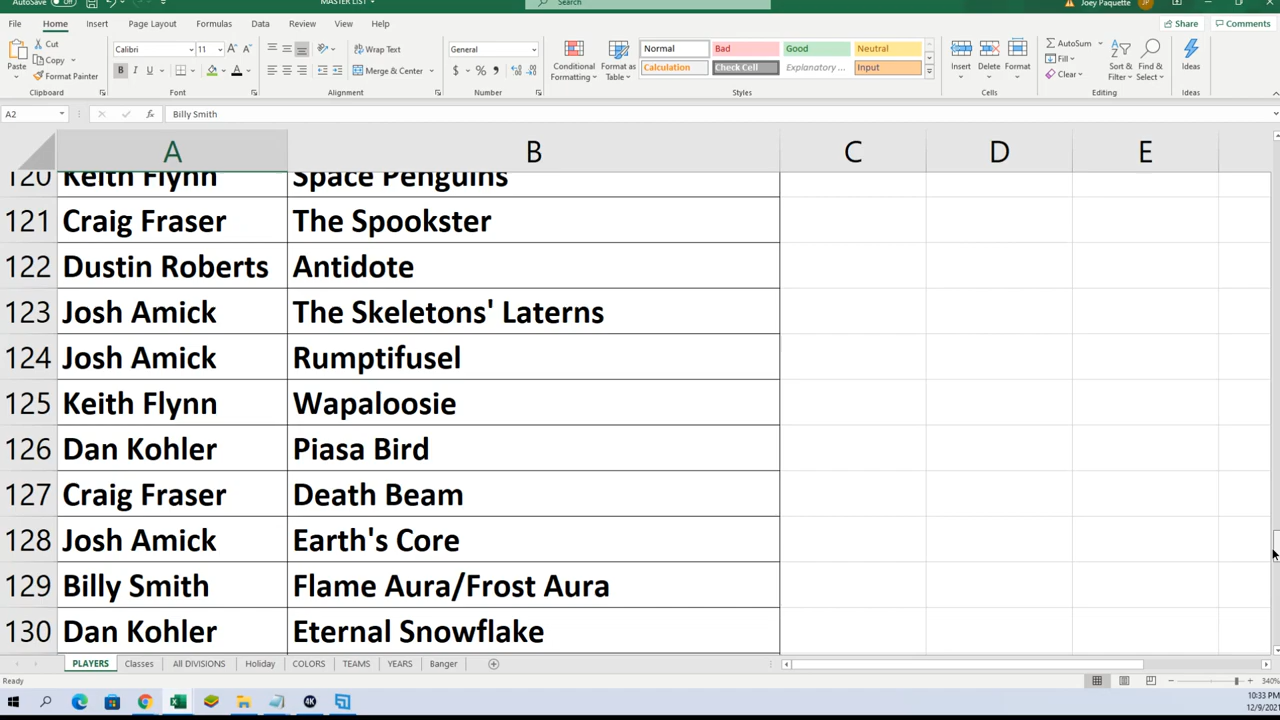 AutoSave Off MASTER LIST Search Joey Paquette JP
File Home Insert Page Layout Formulas Data Review View Help Share Comments
Paste Cut Copy Format Painter Clipboard
Calibri 11 A A B I U A Font
Wrap Text Merge & Center Alignment
General $ % , Number
Conditional Formatting Format as Table Normal Bad Good Neutral Calculation Check Cell Explanatory ... Input Styles
Insert Delete Format Cells
AutoSum Fill Clear Sort & Filter Find & Select Editing
Ideas Ideas
A2 fx Billy Smith
A B C D E
120 Keith Flynn Space Penguins
121 Craig Fraser The Spookster
122 Dustin Roberts Antidote
123 Josh Amick The Skeletons' Laterns
124 Josh Amick Rumptifusel
125 Keith Flynn Wapaloosie
126 Dan Kohler Piasa Bird
127 Craig Fraser Death Beam
128 Josh Amick Earth's Core
129 Billy Smith Flame Aura/Frost Aura
130 Dan Kohler Eternal Snowflake
PLAYERS Classes All DIVISIONS Holiday COLORS TEAMS YEARS Banger
Ready 340%
4K
10:33 PM
12/9/2021